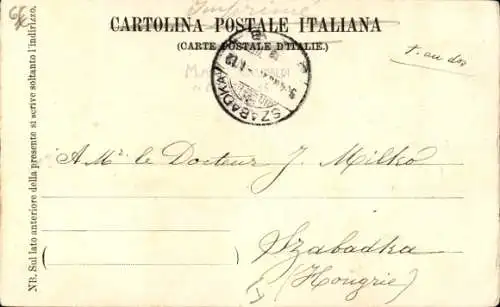 Imprimé
CARTOLINA POSTALE ITALIANA
(CARTE POSTALE D'ITALIE.)
t. au dos
SZABADKA
A Mr. le Docteur J. Milko
Szabadka
(Hongrie)
NB. Sul lato anteriore della presente si scrive soltanto l'indirizzo.